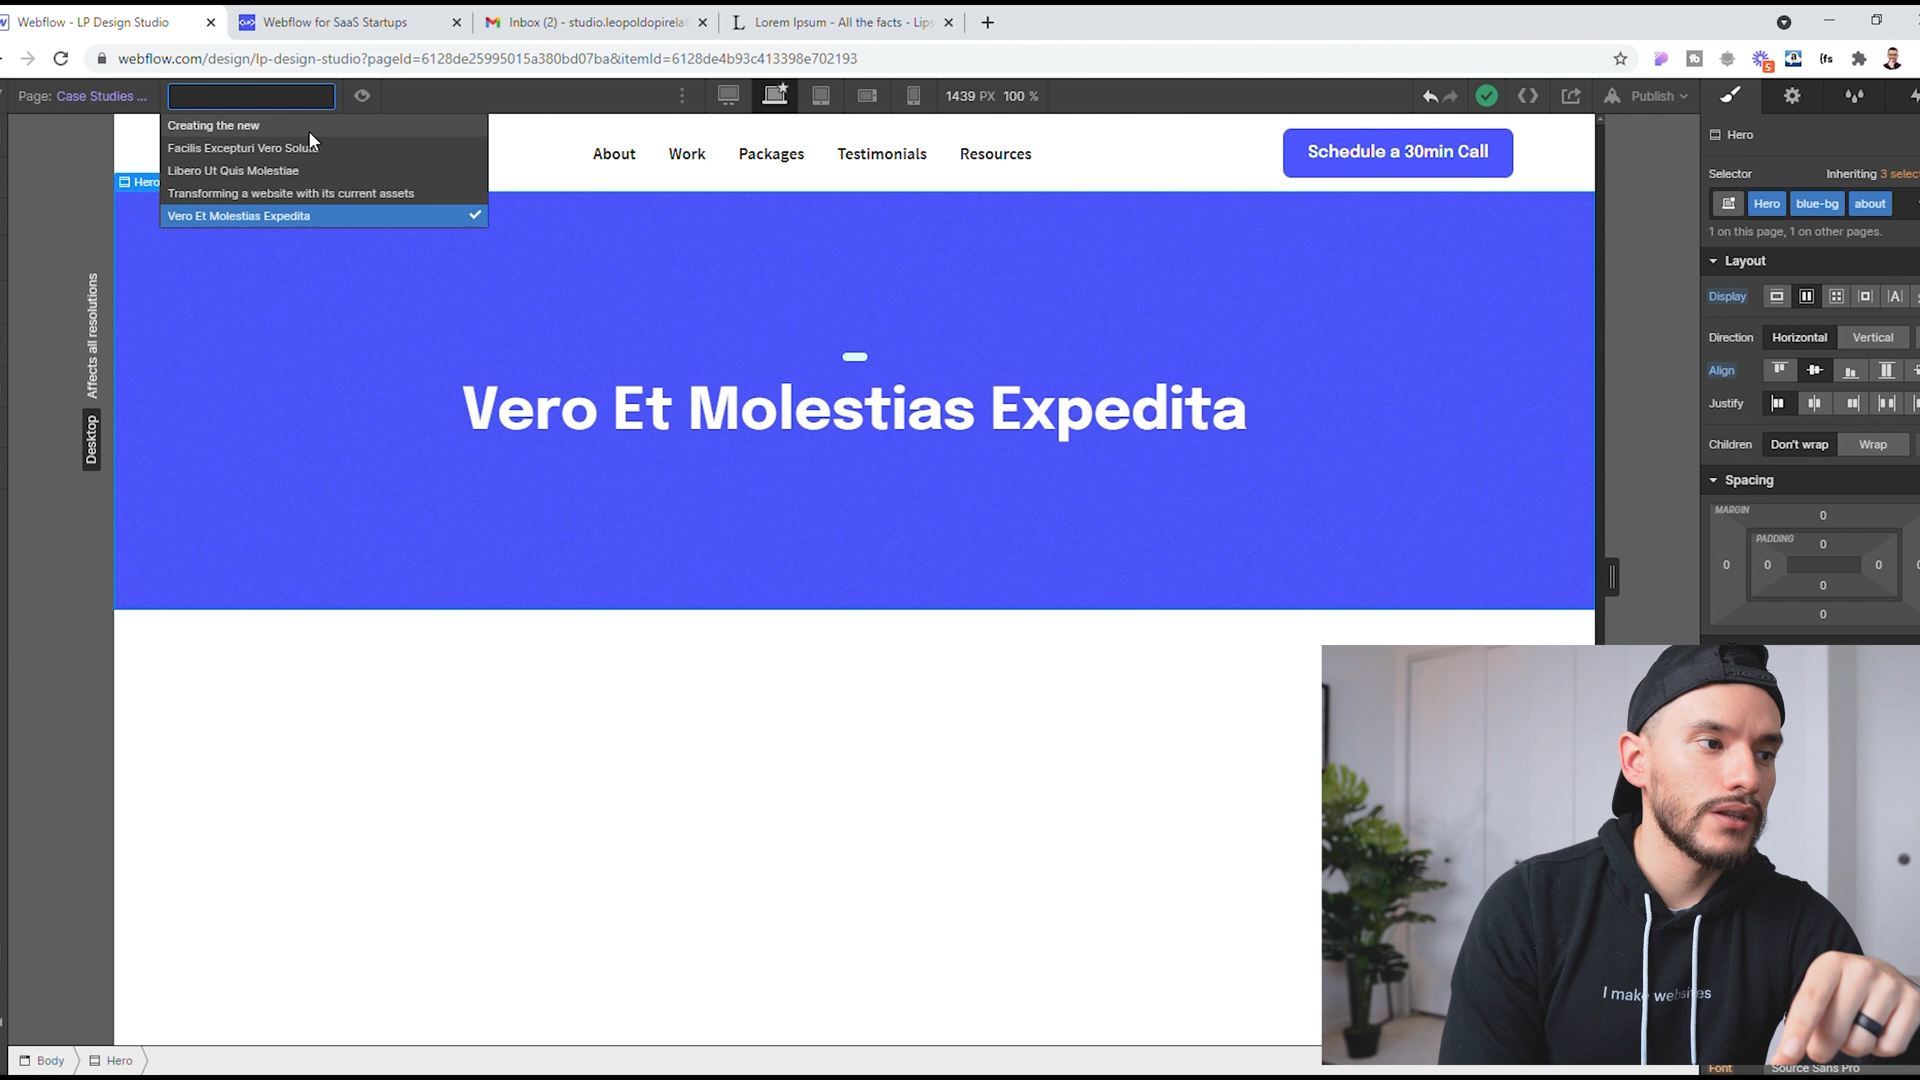 Webflow - LP Design Studio
Webflow for SaaS Startups
Inbox (2) - studio.leopoldopirela
Lorem Ipsum - All the facts - Lips
webflow.com/design/lp-design-studio?pageId=6128de25995015a380bd07ba&itemId=6128de4b93c413398e702193
5
Page: Case Studies ...
1439 PX 100 %
Publish
Creating the new
Facilis Excepturi Vero Soluta
Libero Ut Quis Molestiae
Transforming a website with its current assets
Vero Et Molestias Expedita
Hero
About
Work
Packages
Testimonials
Resources
Schedule a 30min Call
Affects all resolutions
Desktop
Vero Et Molestias Expedita
Hero
Selector
Inheriting 3 selec
Hero
blue-bg
about
1 on this page, 1 on other pages.
Layout
Display
Direction
Horizontal
Vertical
Align
Justify
Children
Don't wrap
Wrap
Spacing
MARGIN
0
PADDING
0
0
0
0
0
0
0
I make websites
Body
Hero
Font
Source Sans Pro